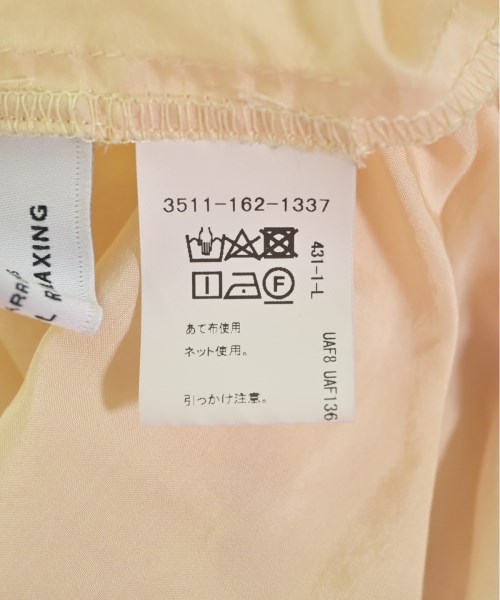 3511-162-1337
F
431-1-L
あて布使用
ネット使用。
引っかけ注意。
UAF8 UAF136
RELAXING